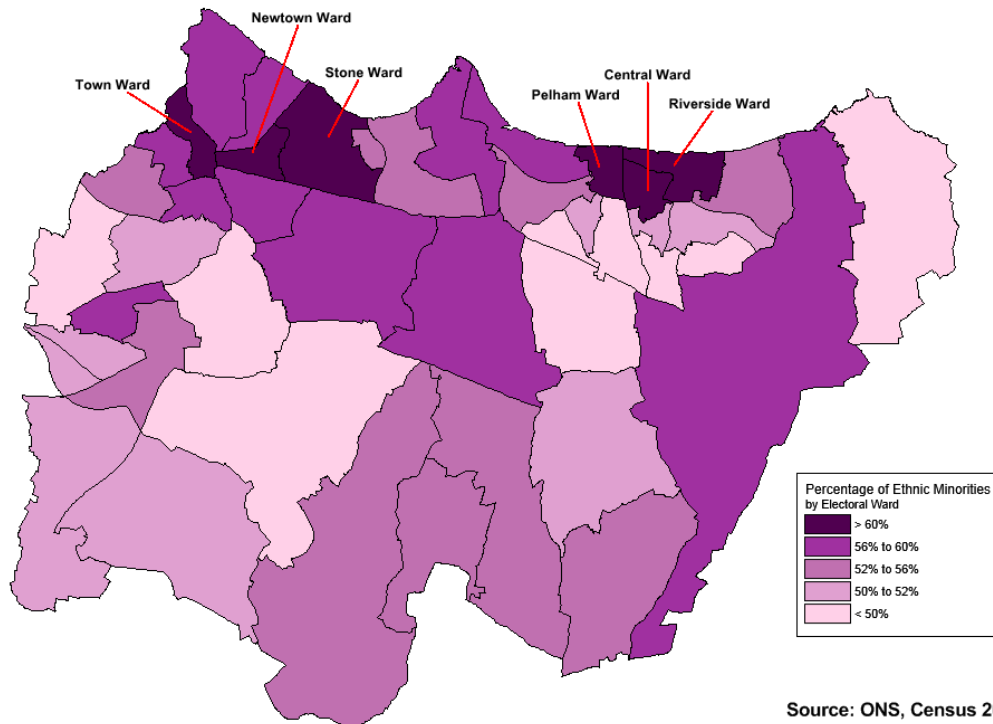 Newtown Ward
Stone Ward
Town Ward
Central Ward
Pelham Ward
Riverside Ward
Percentage of Ethnic Minorities
by Electoral Ward
> 60%
56% to 60%
52% to 56%
50% to 52%
< 50%
Source: ONS, Census 2